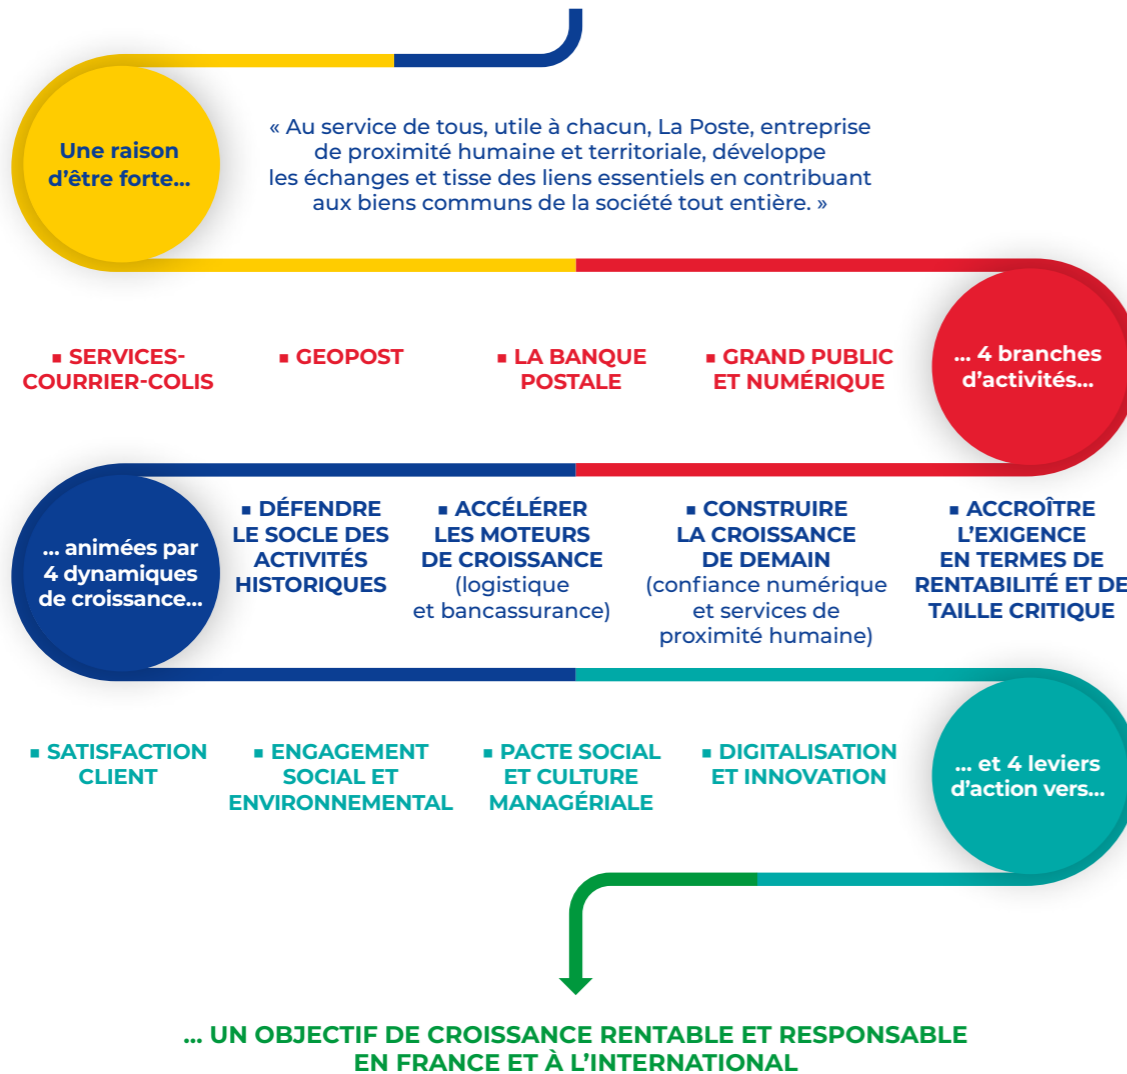 Une raison
d'être forte...
« Au service de tous, utile à chacun, La Poste, entreprise
de proximité humaine et territoriale, développe
les échanges et tisse des liens essentiels en contribuant
aux biens communs de la société tout entière. »
▪ SERVICES-
COURRIER-COLIS
▪ GEOPOST
▪ LA BANQUE
POSTALE
▪ GRAND PUBLIC
ET NUMÉRIQUE
... 4 branches
d'activités...
... animées par
4 dynamiques
de croissance...
▪ DÉFENDRE
LE SOCLE DES
ACTIVITÉS
HISTORIQUES
▪ ACCÉLÉRER
LES MOTEURS
DE CROISSANCE
(logistique
et bancassurance)
▪ CONSTRUIRE
LA CROISSANCE
DE DEMAIN
(confiance numérique
et services de
proximité humaine)
▪ ACCROÎTRE
L'EXIGENCE
EN TERMES DE
RENTABILITÉ ET DE
TAILLE CRITIQUE
▪ SATISFACTION
CLIENT
▪ ENGAGEMENT
SOCIAL ET
ENVIRONNEMENTAL
▪ PACTE SOCIAL
ET CULTURE
MANAGÉRIALE
▪ DIGITALISATION
ET INNOVATION
... et 4 leviers
d'action vers...
... UN OBJECTIF DE CROISSANCE RENTABLE ET RESPONSABLE
EN FRANCE ET À L'INTERNATIONAL